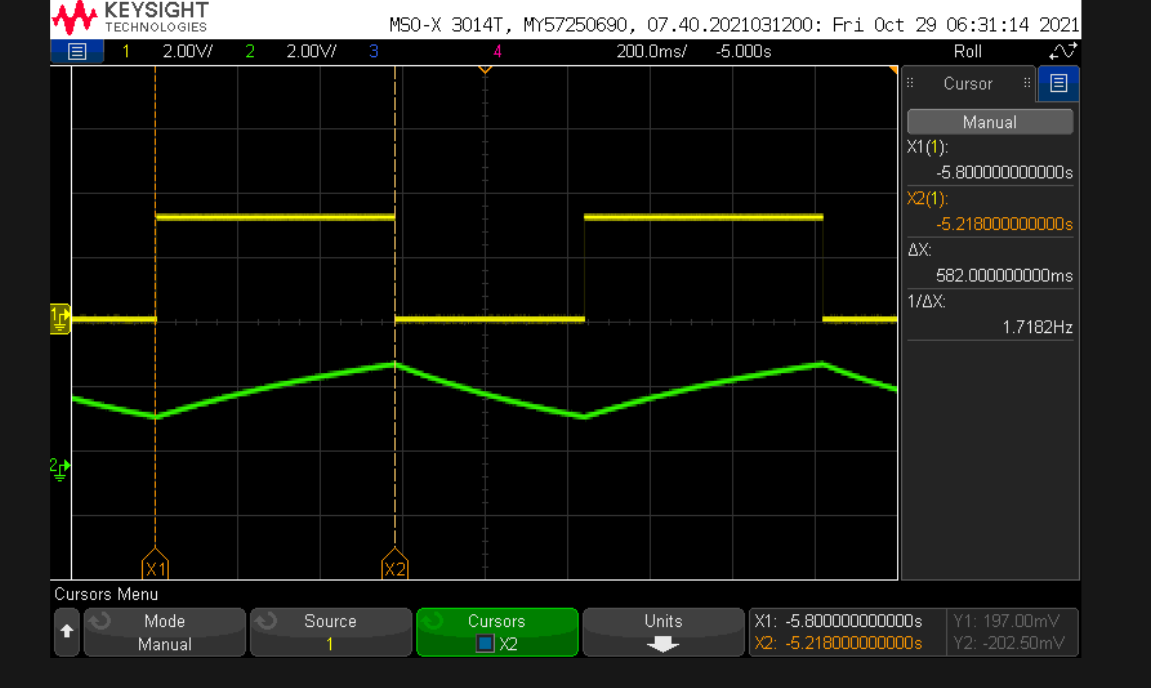 KEYSIGHT
TECHNOLOGIES
MSO-X 3014T, MY57250690, 07.40.2021031200: Fri Oct 29 06:31:14 2021
1 2.00V/ 2 2.00V/ 3 4 200.0ms/ -5.000s Roll
Cursor
Manual
X1(1):
-5.800000000000s
X2(1):
-5.218000000000s
ΔX:
582.000000000ms
1/ΔX:
1.7182Hz
1
2
X1 X2
Cursors Menu
Mode
Manual
Source
1
Cursors
X2
Units
X1: -5.800000000000s
X2: -5.218000000000s
Y1: 197.00mV
Y2: -202.50mV